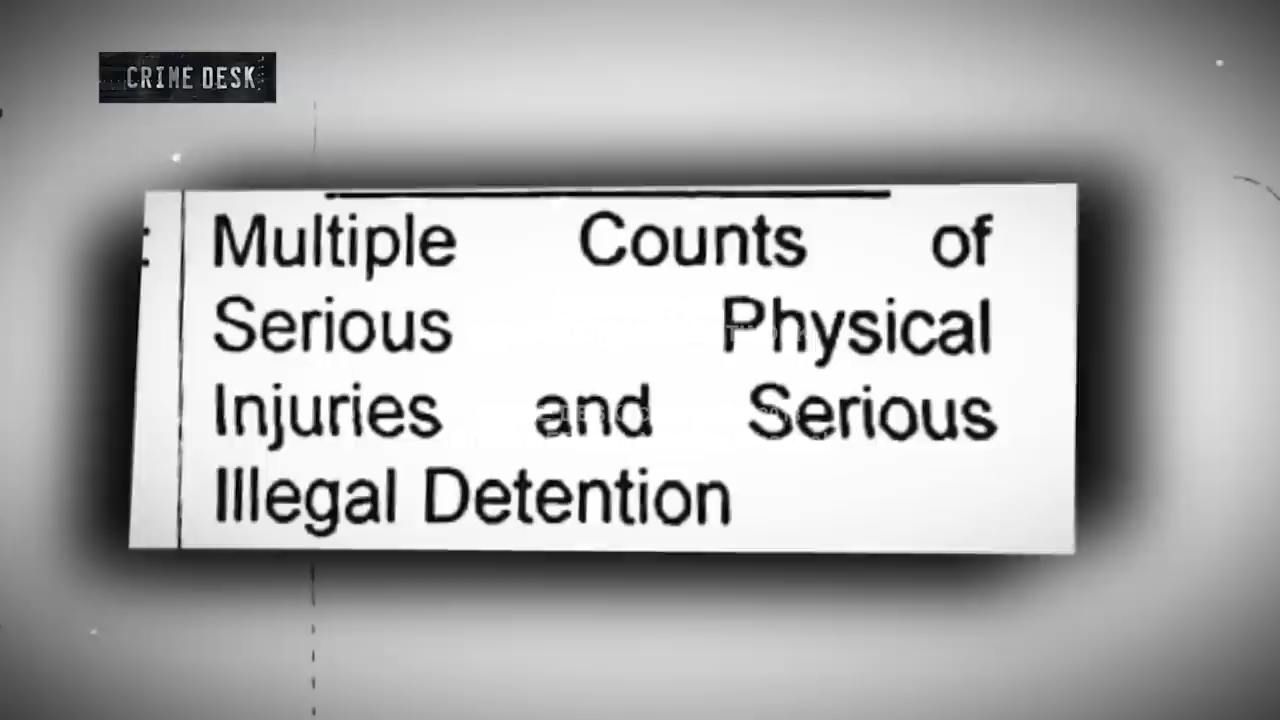 CRIME DESK
: Multiple Counts of
Serious Physical
Injuries and Serious
Illegal Detention